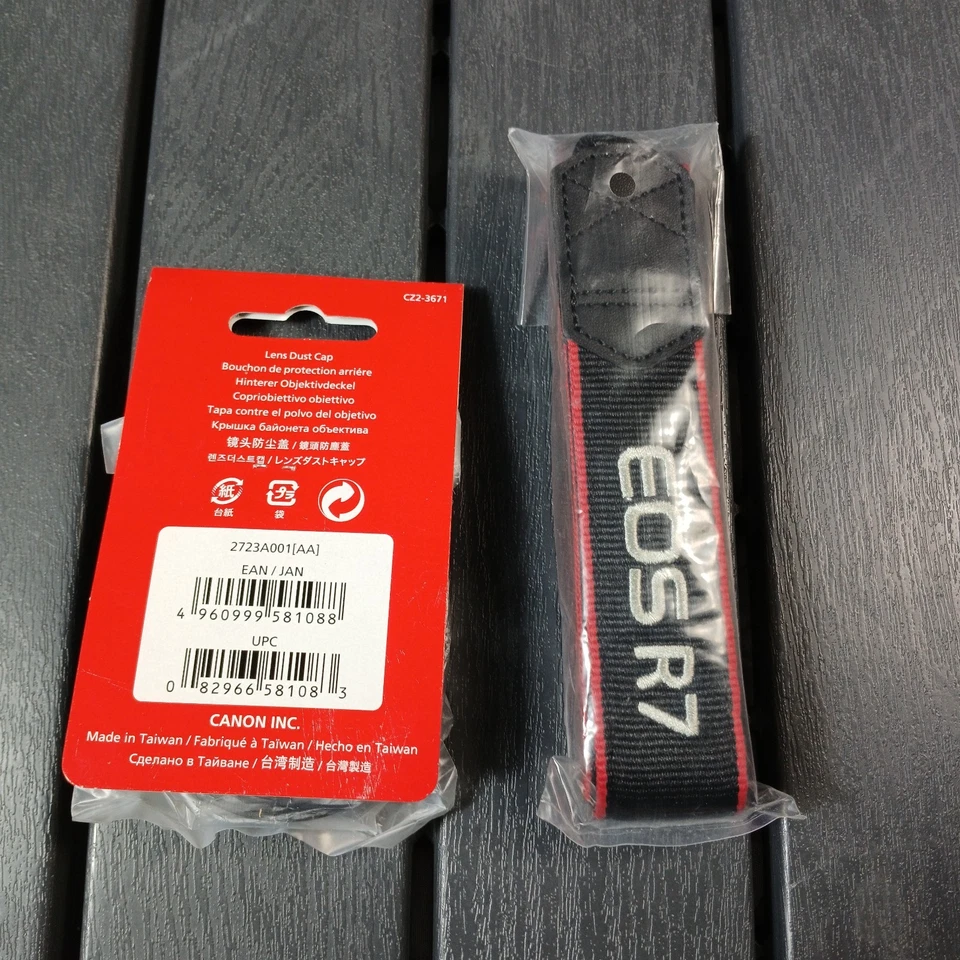 CZ2-3671
Lens Dust Cap
Bouchon de protection arriére
Hinterer Objektivdeckel
Copriobiettivo obiettivo
Tapa contre el polvo del objetivo
Крышка байонета объектива
镜头防尘盖 / 鏡頭防塵蓋
렌즈더스트캡 / レンズダストキャップ
紙
プラ
台紙
袋
2723A001[AA]
EAN / JAN
4 960999 581088
UPC
0 82966 58108 3
CANON INC.
Made in Taiwan / Fabriqué à Taïwan / Hecho en Taiwan
Сделано в Тайване / 台湾制造 / 台灣製造
EOS R7